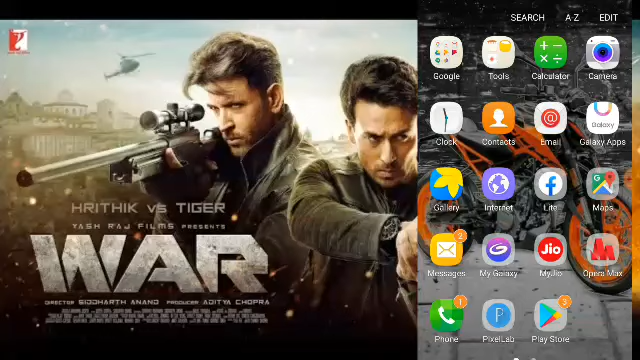 HRITHIK vs TIGER
YASH RAJ FILMS PRESENTS
WAR
DIRECTOR SIDDHARTH ANAND PRODUCER ADITYA CHOPRA
SEARCH A-Z EDIT
Google Tools Calculator Camera
Clock Contacts Email Galaxy Apps
Galaxy
Gallery Internet Lite Maps
2
Jio
Messages My Galaxy MyJio Opera Max
1 3
Phone PixelLab Play Store